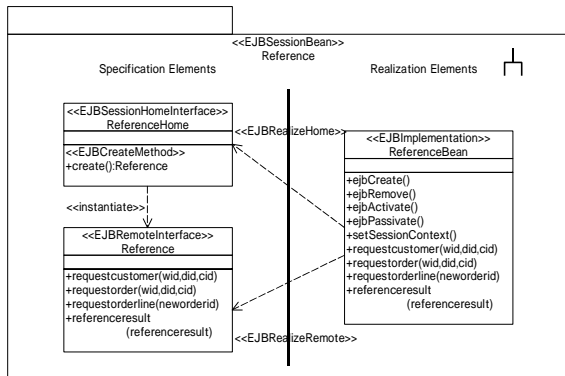 <<EJBSessionBean>>
Reference
Specification Elements
Realization Elements
<<EJBSessionHomeInterface>>
ReferenceHome
<<EJBCreateMethod>>
+create():Reference
<<EJBRealizeHome>>
<<EJBImplementation>>
ReferenceBean
+ejbCreate()
+ejbRemove()
+ejbActivate()
+ejbPassivate()
+setSessionContext()
+requestcustomer(wid,did,cid)
+requestorder(wid,did,cid)
+requestorderline(neworderid)
+referenceresult
(referenceresult)
<<instantiate>>
<<EJBRemoteInterface>>
Reference
+requestcustomer(wid,did,cid)
+requestorder(wid,did,cid)
+requestorderline(neworderid)
+referenceresult
(referenceresult)
<<EJBRealizeRemote>>